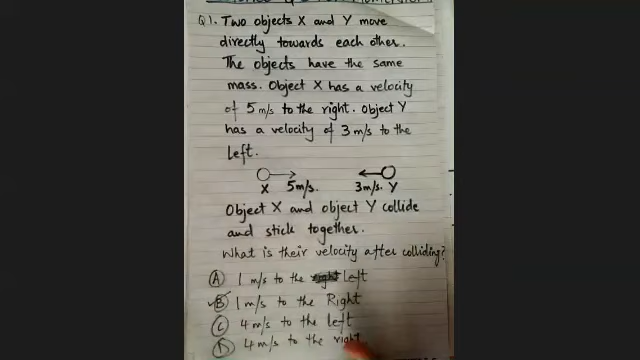 Q1. Two objects X and Y move
directly towards each other.
The objects have the same
mass. Object X has a velocity
of 5 m/s to the right. Object Y
has a velocity of 3 m/s to the
Left.
X 5m/s. 3m/s. Y
Object X and object Y collide
and stick together.
What is their velocity after colliding?
A 1 m/s to the Left
B 1 m/s to the Right
C 4 m/s to the left
D 4 m/s to the right.